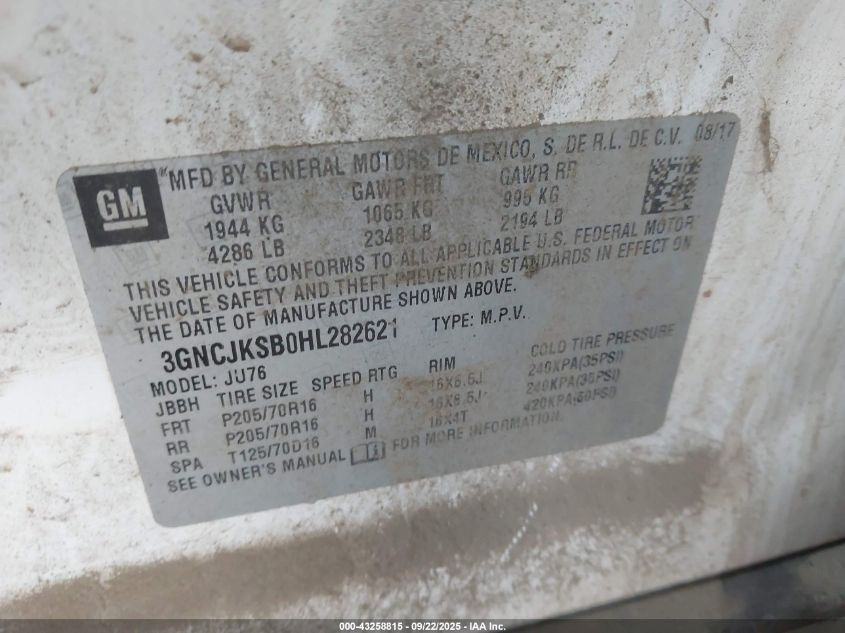 GM
"MFD BY GENERAL MOTORS DE MEXICO, S. DE R.L. DE C.V. 08/17
GVWR GAWR FRT GAWR RR
1944 KG 1065 KG 995 KG
4286 LB 2348 LB 2194 LB
THIS VEHICLE CONFORMS TO ALL APPLICABLE U.S. FEDERAL MOTOR
VEHICLE SAFETY AND THEFT PREVENTION STANDARDS IN EFFECT ON
THE DATE OF MANUFACTURE SHOWN ABOVE.
3GNCJKSB0HL282621 TYPE: M.P.V.
MODEL: JU76
JBBH TIRE SIZE SPEED RTG RIM COLD TIRE PRESSURE
FRT P205/70R16 H 16X6.5J 240KPA(35PSI)
RR P205/70R16 H 16X6.5J 240KPA(35PSI)
SPA T125/70D16 M 16X4T 420KPA(60PSI)
SEE OWNER'S MANUAL FOR MORE INFORMATION.
000-43258815 - 09/22/2025 - IAA Inc.